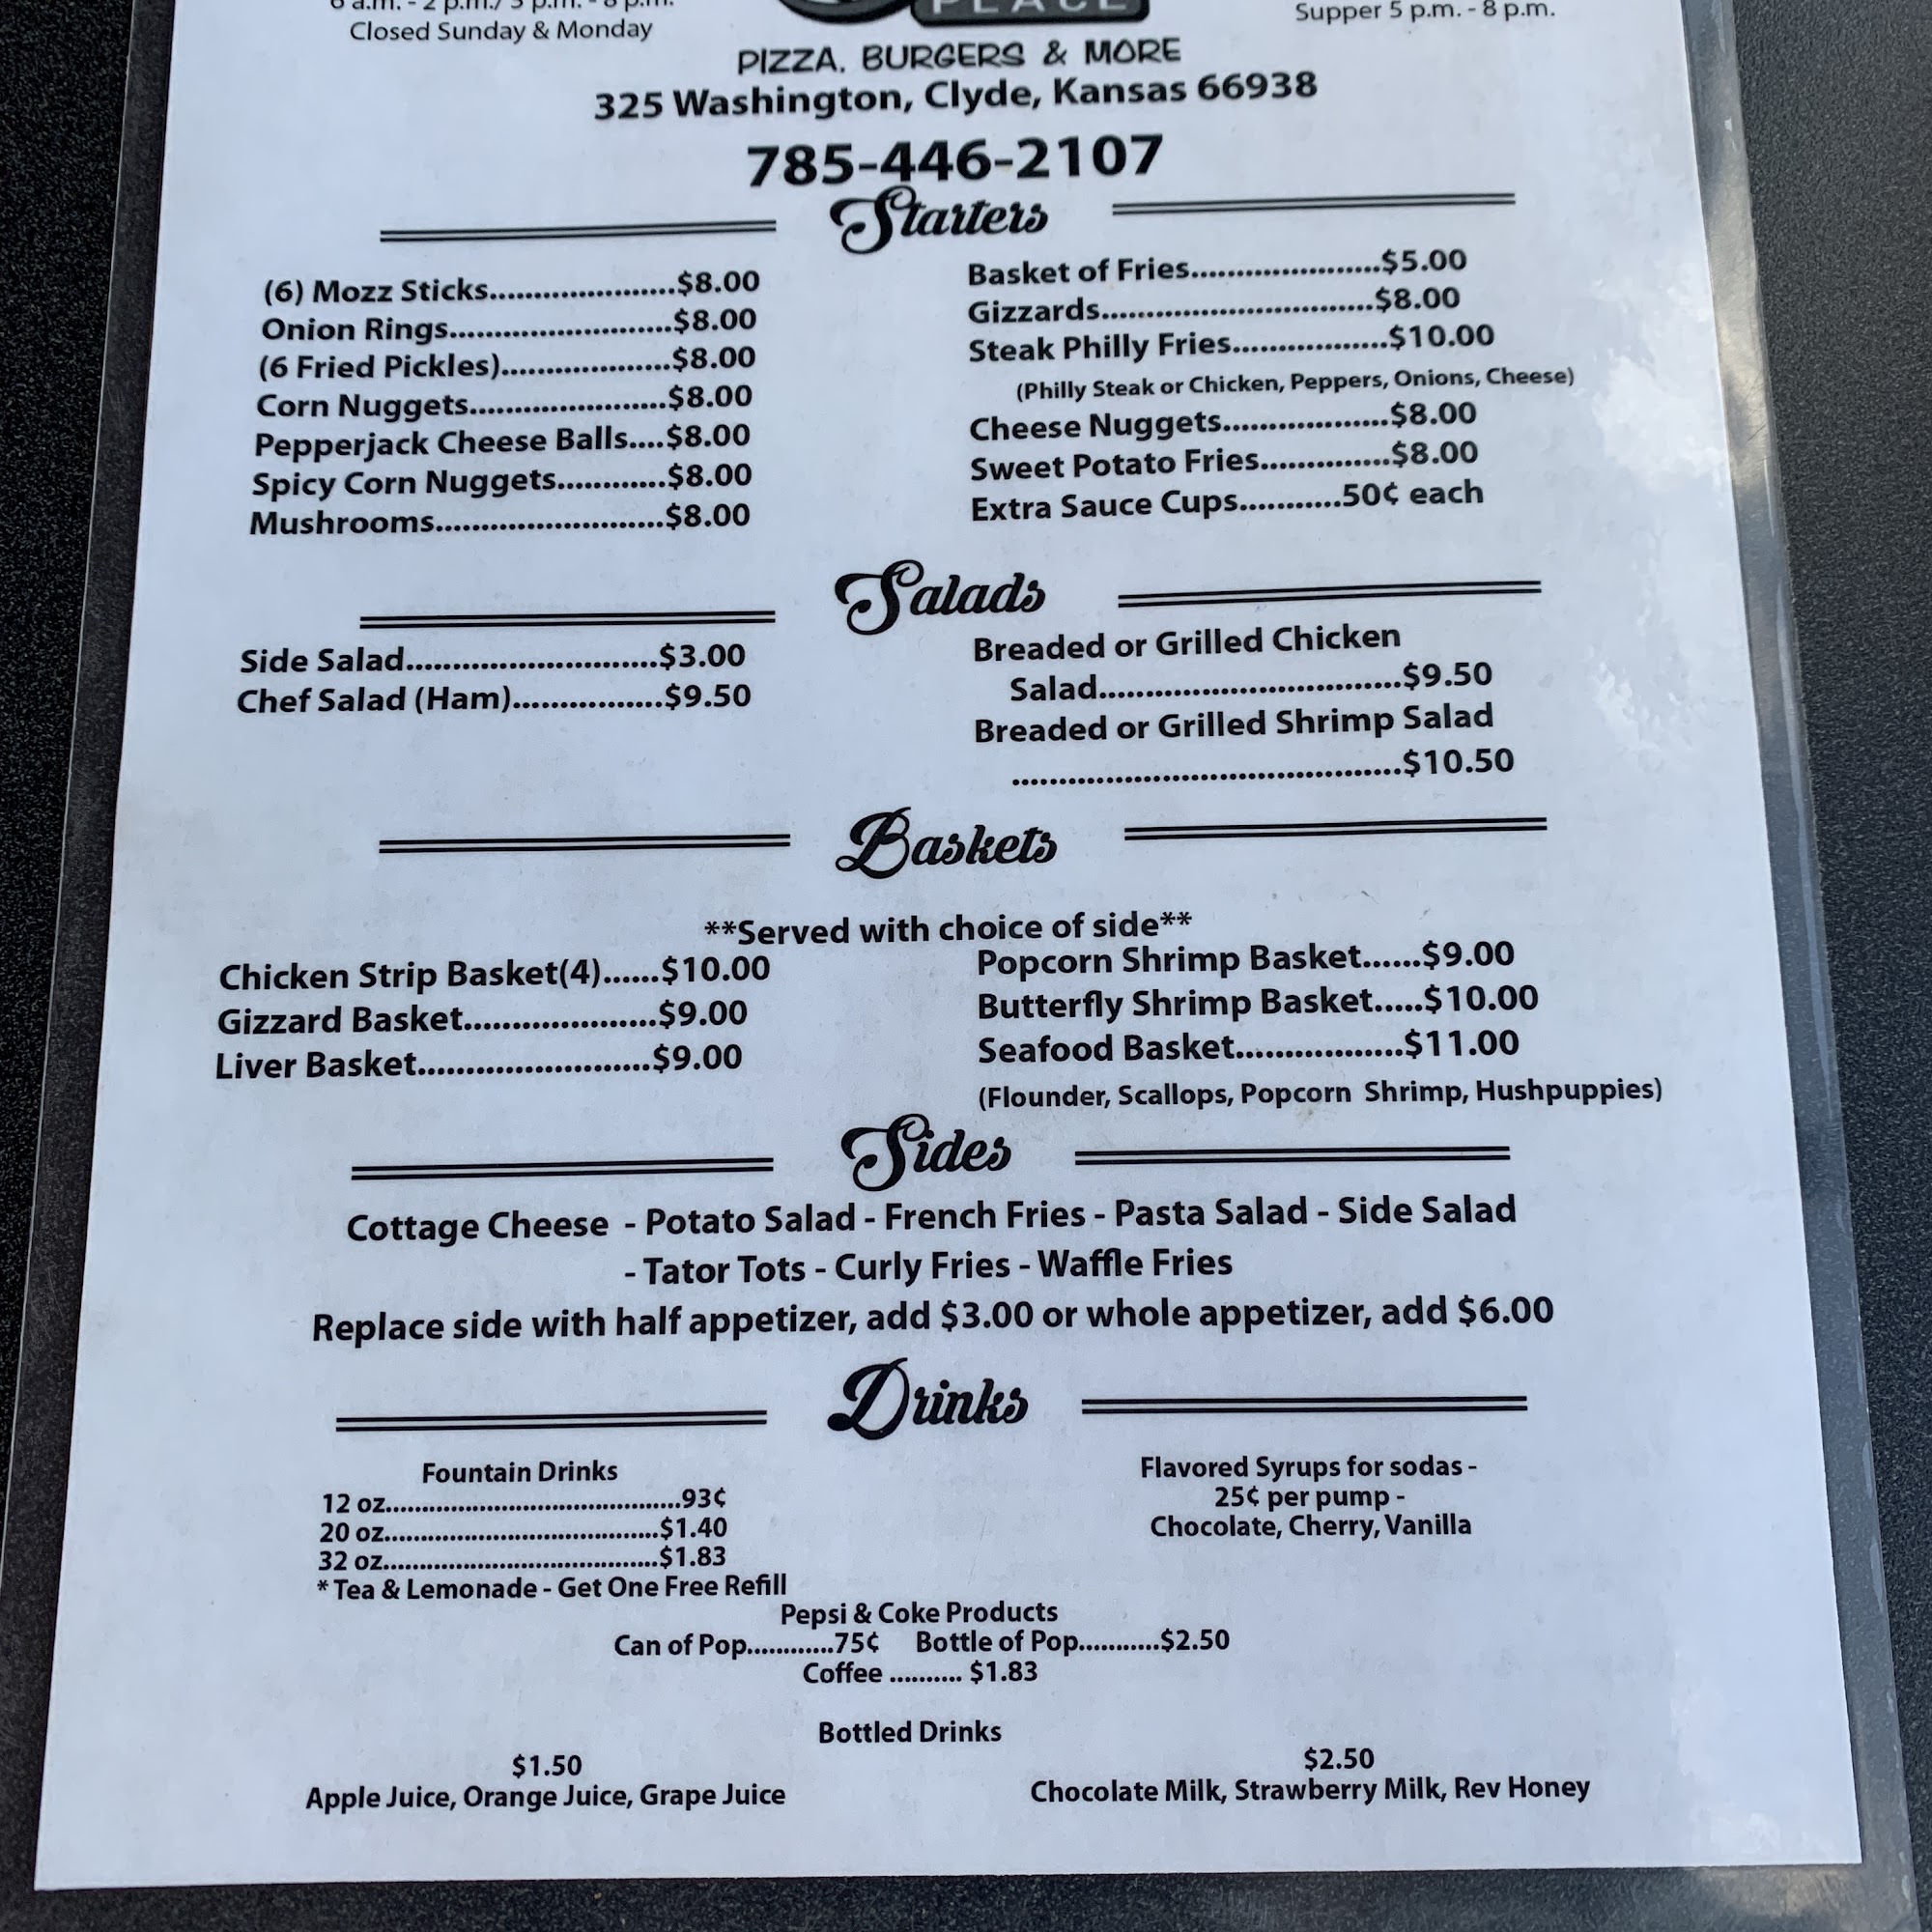 6 a.m. - 2 p.m./ 5 p.m. - 8 p.m.
Closed Sunday & Monday
PLACE
Supper 5 p.m. - 8 p.m.
PIZZA, BURGERS & MORE
325 Washington, Clyde, Kansas 66938
785-446-2107
Starters
(6) Mozz Sticks.....................$8.00
Onion Rings.........................$8.00
(6 Fried Pickles)...................$8.00
Corn Nuggets......................$8.00
Pepperjack Cheese Balls....$8.00
Spicy Corn Nuggets............$8.00
Mushrooms..........................$8.00
Basket of Fries......................$5.00
Gizzards...............................$8.00
Steak Philly Fries..................$10.00
(Philly Steak or Chicken, Peppers, Onions, Cheese)
Cheese Nuggets...................$8.00
Sweet Potato Fries...............$8.00
Extra Sauce Cups...........50¢ each
Salads
Side Salad...........................$3.00
Chef Salad (Ham)................$9.50
Breaded or Grilled Chicken
Salad.................................$9.50
Breaded or Grilled Shrimp Salad
..........................................$10.50
Baskets
**Served with choice of side**
Chicken Strip Basket(4)......$10.00
Gizzard Basket....................$9.00
Liver Basket........................$9.00
Popcorn Shrimp Basket......$9.00
Butterfly Shrimp Basket.....$10.00
Seafood Basket.................$11.00
(Flounder, Scallops, Popcorn Shrimp, Hushpuppies)
Sides
Cottage Cheese - Potato Salad - French Fries - Pasta Salad - Side Salad
- Tator Tots - Curly Fries - Waffle Fries
Replace side with half appetizer, add $3.00 or whole appetizer, add $6.00
Drinks
Fountain Drinks
12 oz.........................................93¢
20 oz......................................$1.40
32 oz......................................$1.83
*Tea & Lemonade - Get One Free Refill
Flavored Syrups for sodas -
25¢ per pump -
Chocolate, Cherry, Vanilla
Pepsi & Coke Products
Can of Pop............75¢ Bottle of Pop...........$2.50
Coffee .......... $1.83
Bottled Drinks
$1.50
Apple Juice, Orange Juice, Grape Juice
$2.50
Chocolate Milk, Strawberry Milk, Rev Honey